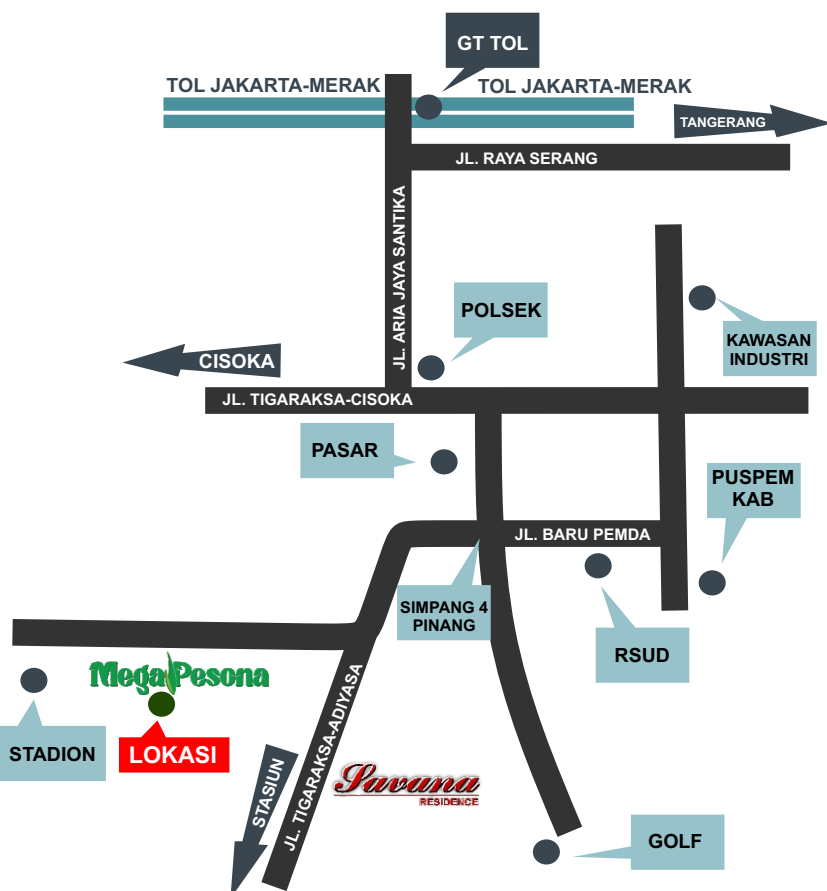 GT TOL
TOL JAKARTA-MERAK
TOL JAKARTA-MERAK
TANGERANG
JL. RAYA SERANG
JL. ARIA JAYA SANTIKA
POLSEK
KAWASAN
INDUSTRI
CISOKA
JL. TIGARAKSA-CISOKA
PASAR
PUSPEM
KAB
JL. BARU PEMDA
SIMPANG 4
PINANG
RSUD
Mega Pesona
STADION
LOKASI
STASIUN
JL. TIGARAKSA-ADIYASA
Savana
RESIDENCE
GOLF